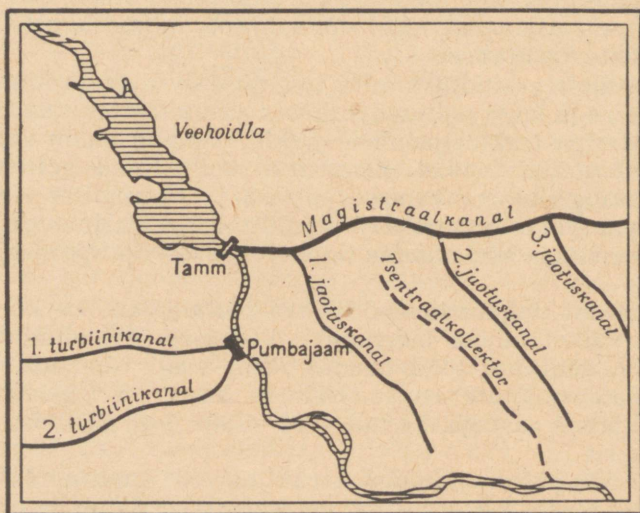 Veehoidla
Magistraalkanal
Tamm
1. jaotuskanal
Tsentraalkollektor
2. jaotuskanal
3. jaotuskanal
1. turbiinikanal
Pumbajaam
2. turbiinikanal